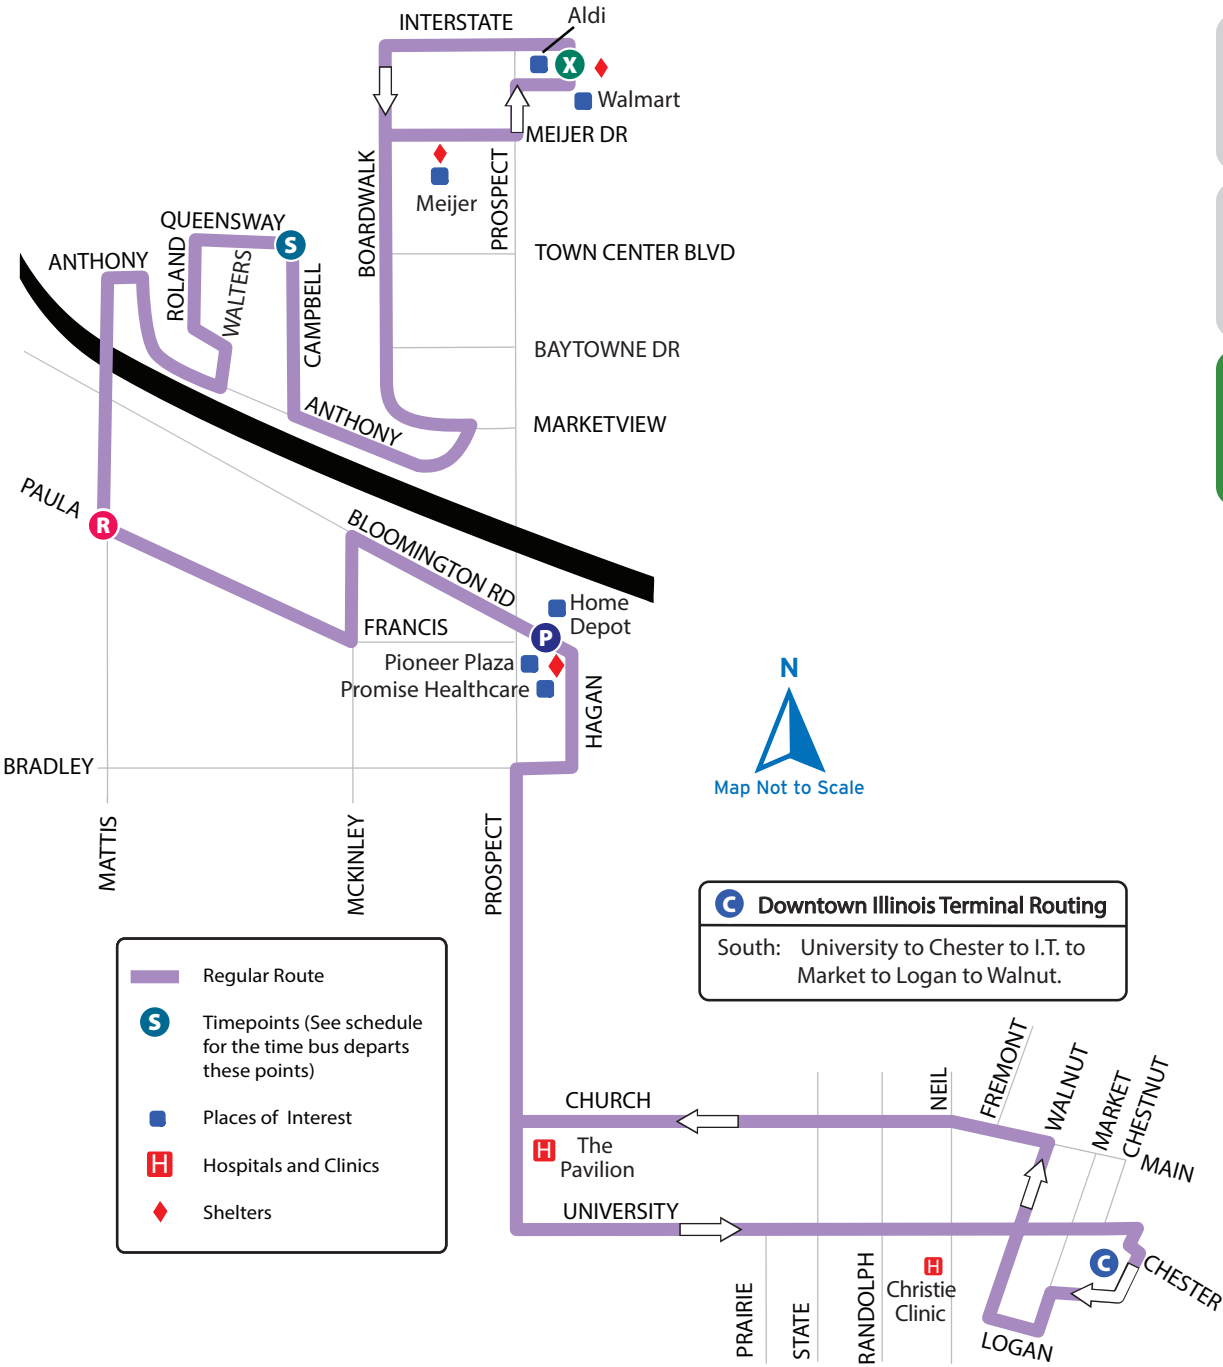 INTERSTATE
Aldi
X
Walmart
MEIJER DR
BOARDWALK
PROSPECT
Meijer
QUEENSWAY
S
ANTHONY
ROLAND
WALTERS
CAMPBELL
TOWN CENTER BLVD
BAYTOWNE DR
ANTHONY
MARKETVIEW
PAULA
R
BLOOMINGTON RD
Home
Depot
FRANCIS
P
Pioneer Plaza
Promise Healthcare
HAGAN
N
Map Not to Scale
BRADLEY
MATTIS
MCKINLEY
PROSPECT
C Downtown Illinois Terminal Routing
South: University to Chester to I.T. to
Market to Logan to Walnut.
Regular Route
S Timepoints (See schedule
for the time bus departs
these points)
Places of Interest
H Hospitals and Clinics
Shelters
CHURCH
NEIL
FREMONT
WALNUT
MARKET
CHESTNUT
MAIN
H The
Pavilion
UNIVERSITY
PRAIRIE
STATE
RANDOLPH
H
Christie
Clinic
C
CHESTER
LOGAN